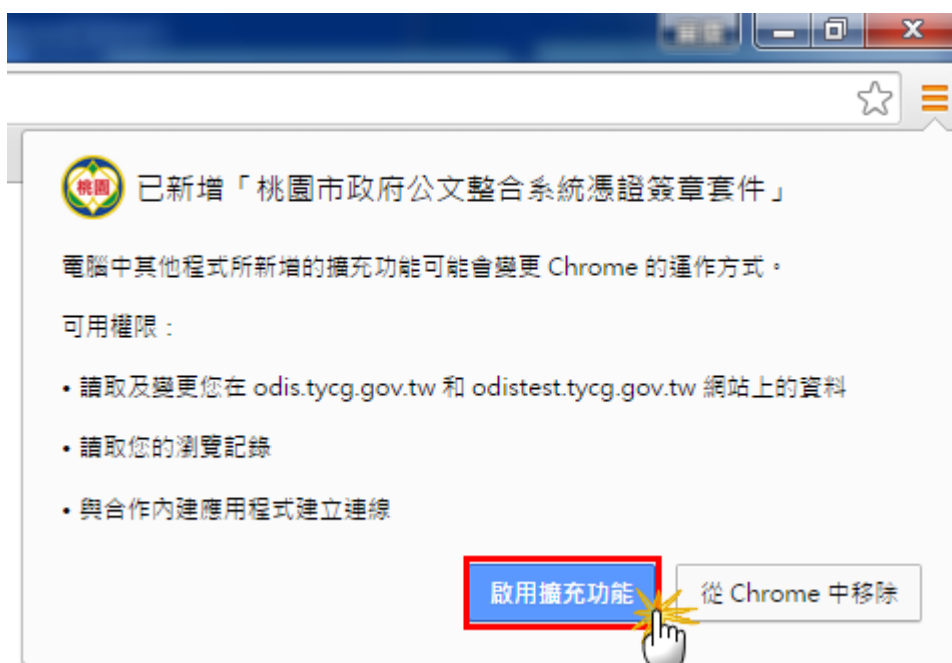 桃園
已新增「桃園市政府公文整合系統憑證簽章套件」
電腦中其他程式所新增的擴充功能可能會變更 Chrome 的運作方式。
可用權限：
• 讀取及變更您在 odis.tycg.gov.tw 和 odistest.tycg.gov.tw 網站上的資料
• 讀取您的瀏覽記錄
• 與合作內建應用程式建立連線
啟用擴充功能
從 Chrome 中移除